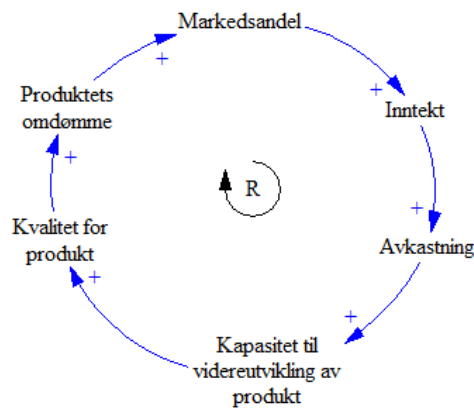 Markedsandel
+
+
Inntekt
Produktets
omdømme
+
R
+
Kvalitet for
produkt
Avkastning
+
+
Kapasitet til
videreutvikling av
produkt